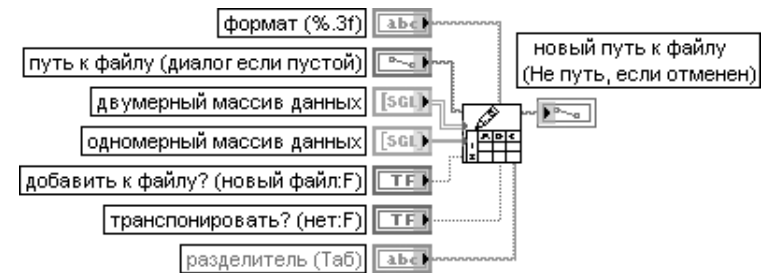 формат (%.3f)
abc
путь к файлу (диалог если пустой)
новый путь к файлу
(Не путь, если отменен)
двумерный массив данных
[SGL]
одномерный массив данных
[SGL]
добавить к файлу? (новый файл:F)
TF
транспонировать? (нет:F)
TF
разделитель (Таб)
abc